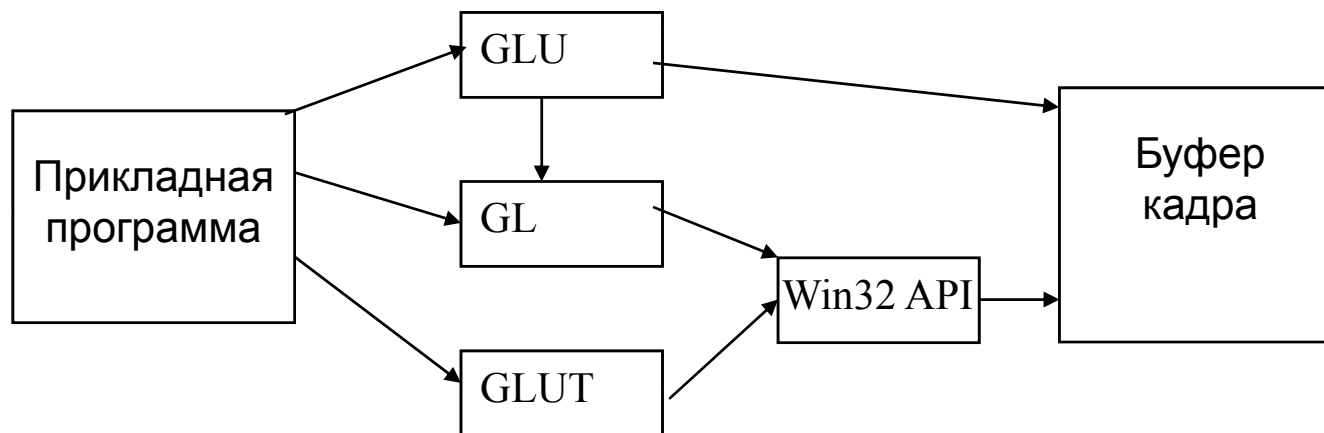 GLU
Прикладная
программа
GL
GLUT
Win32 API
Буфер
кадра